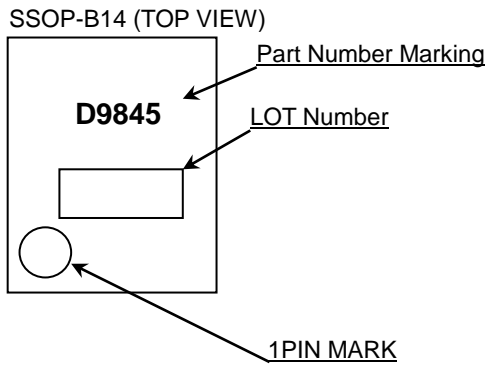 SSOP-B14 (TOP VIEW)
Part Number Marking
D9845
LOT Number
1PIN MARK